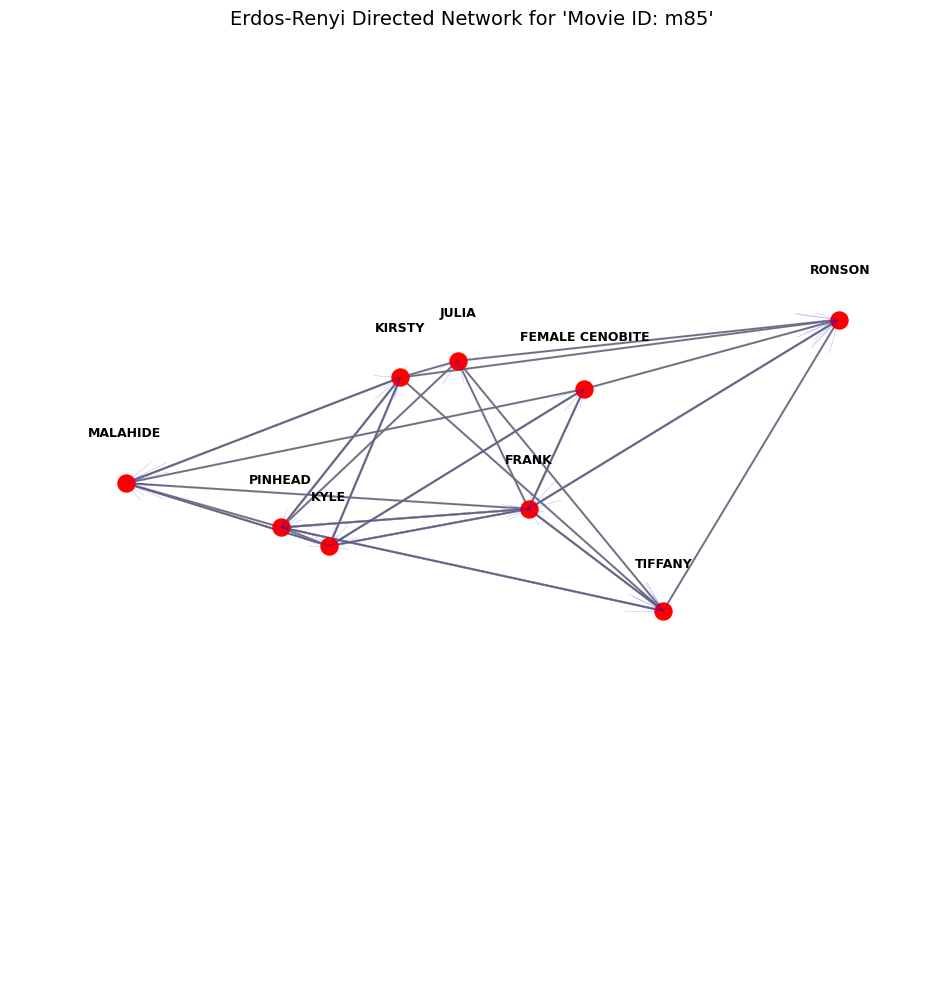 Erdos-Renyi Directed Network for 'Movie ID: m85'
RONSON
JULIA
KIRSTY
FEMALE CENOBITE
MALAHIDE
FRANK
PINHEAD
KYLE
TIFFANY